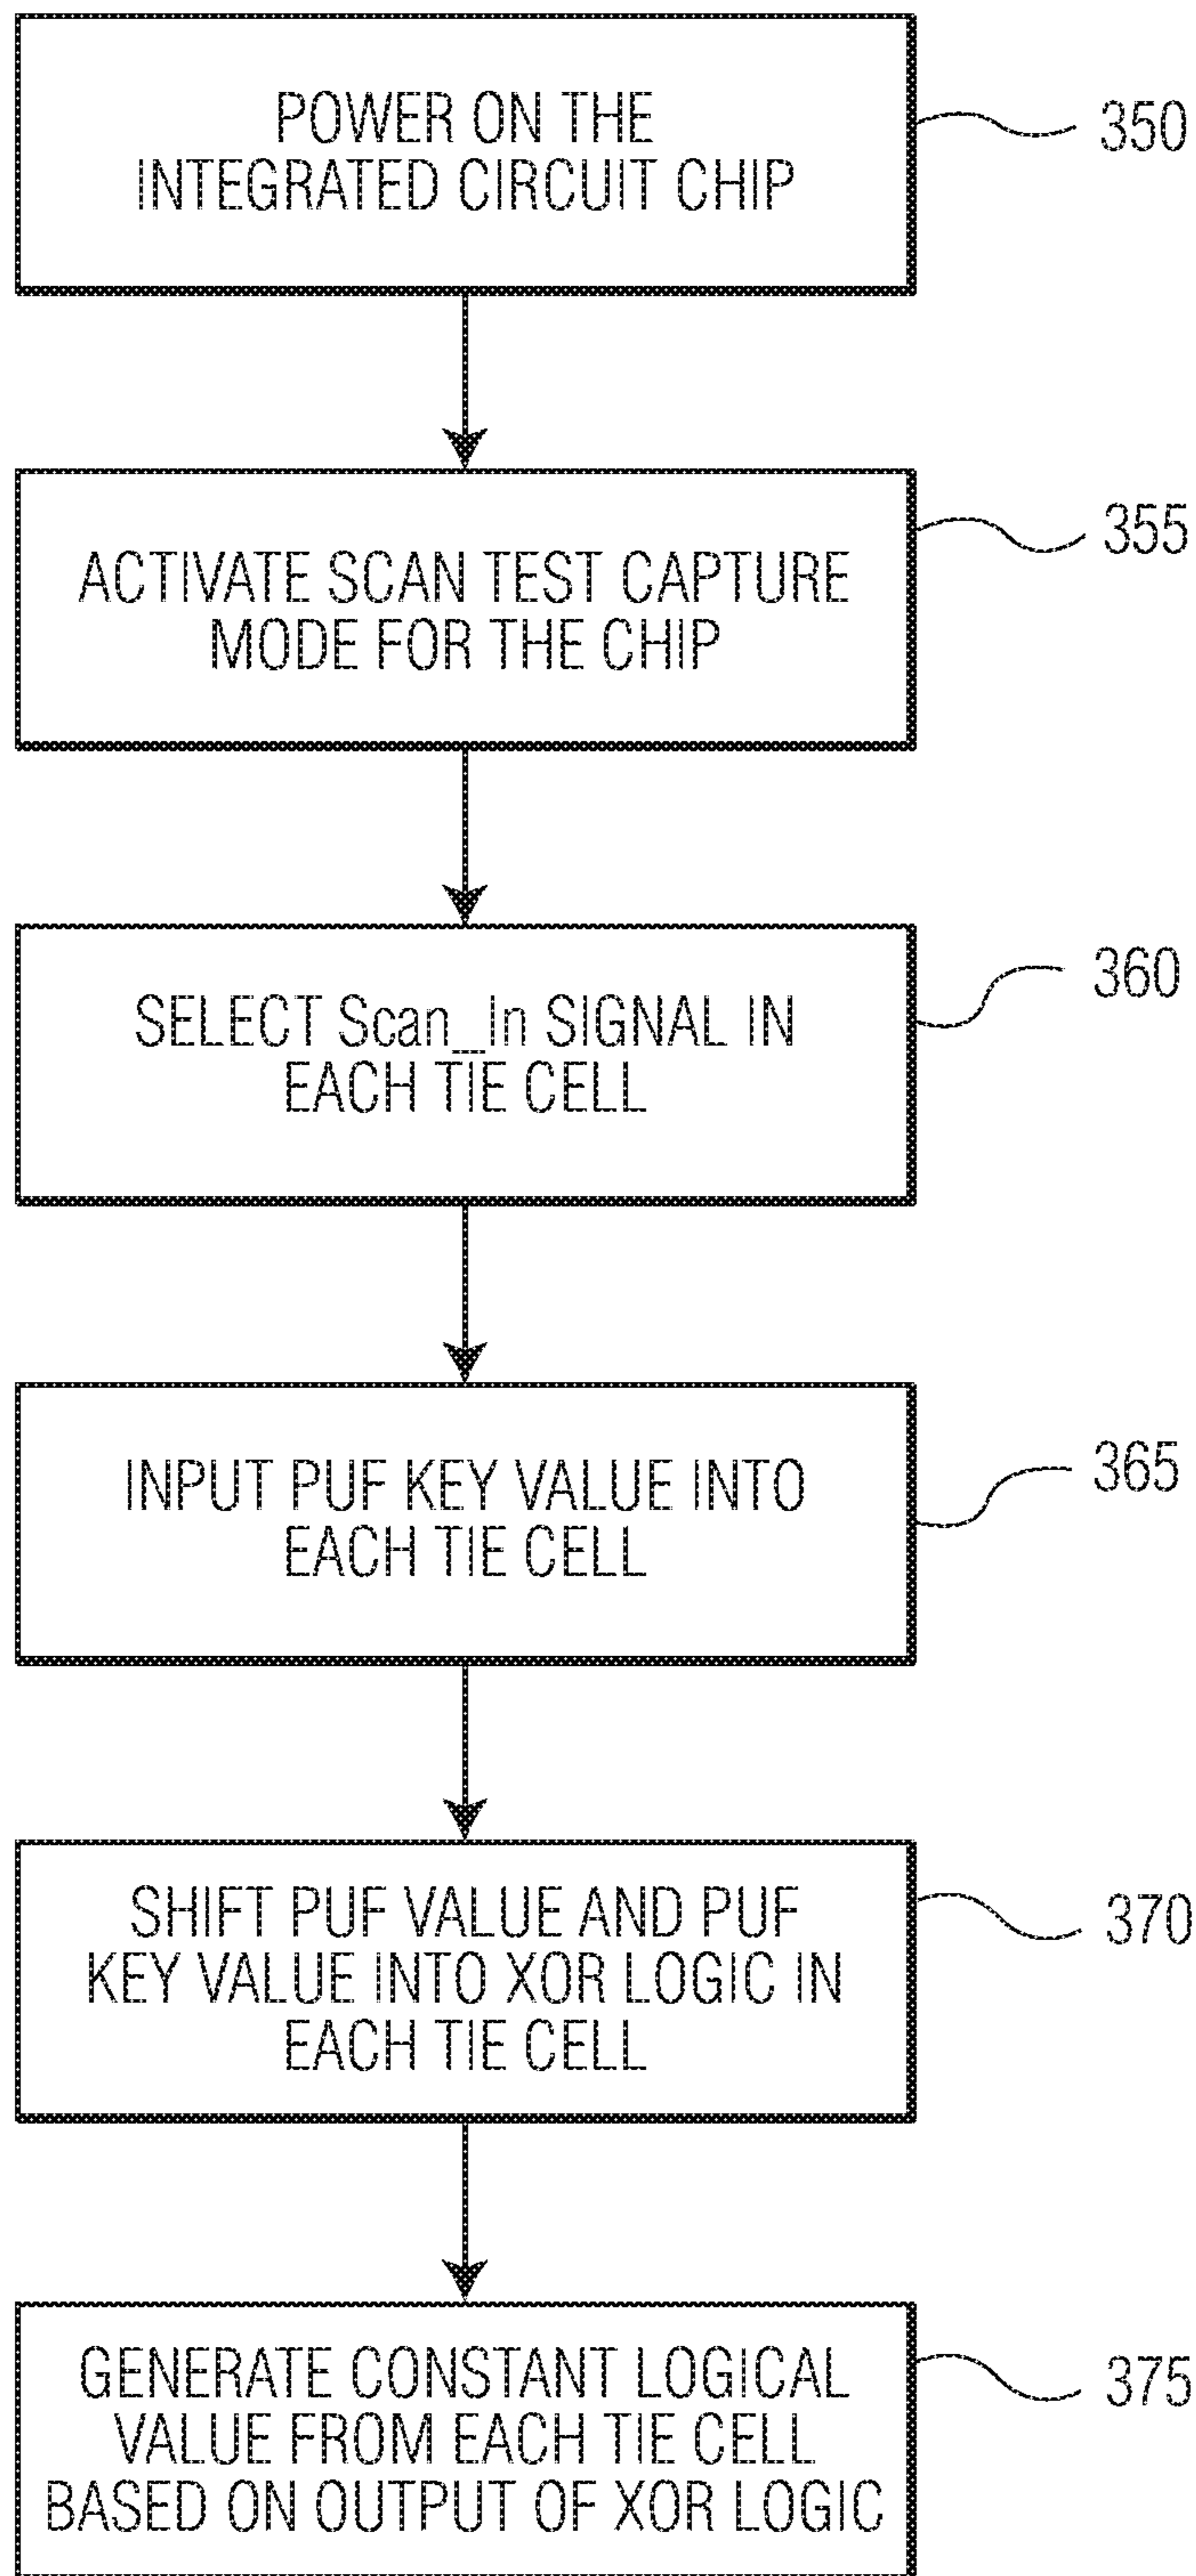 POWER ON THE
INTEGRATED CIRCUIT CHIP
350
ACTIVATE SCAN TEST CAPTURE
MODE FOR THE CHIP
355
SELECT Scan_In SIGNAL IN
EACH TIE CELL
360
INPUT PUF KEY VALUE INTO
EACH TIE CELL
365
SHIFT PUF VALUE AND PUF
KEY VALUE INTO XOR LOGIC IN
EACH TIE CELL
370
GENERATE CONSTANT LOGICAL
VALUE FROM EACH TIE CELL
BASED ON OUTPUT OF XOR LOGIC
375